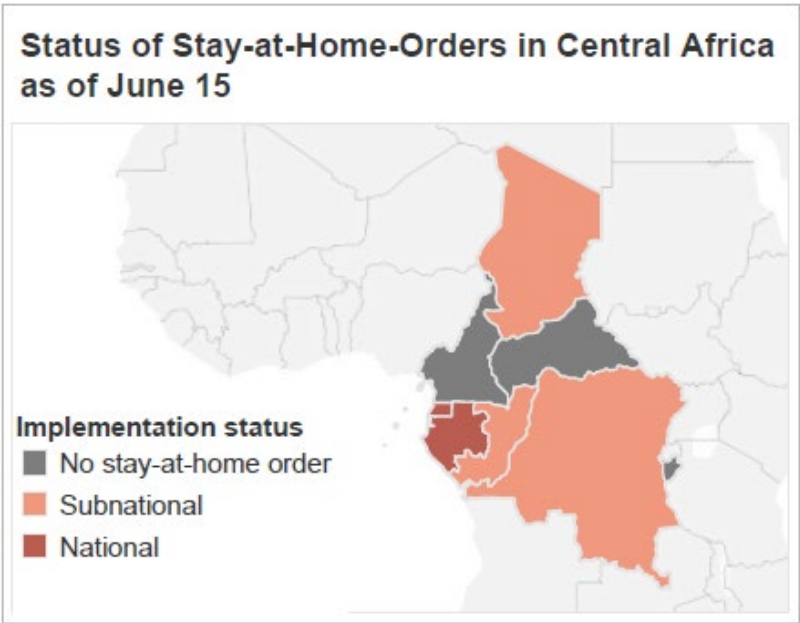 Status of Stay-at-Home-Orders in Central Africa
as of June 15
Implementation status
No stay-at-home order
Subnational
National